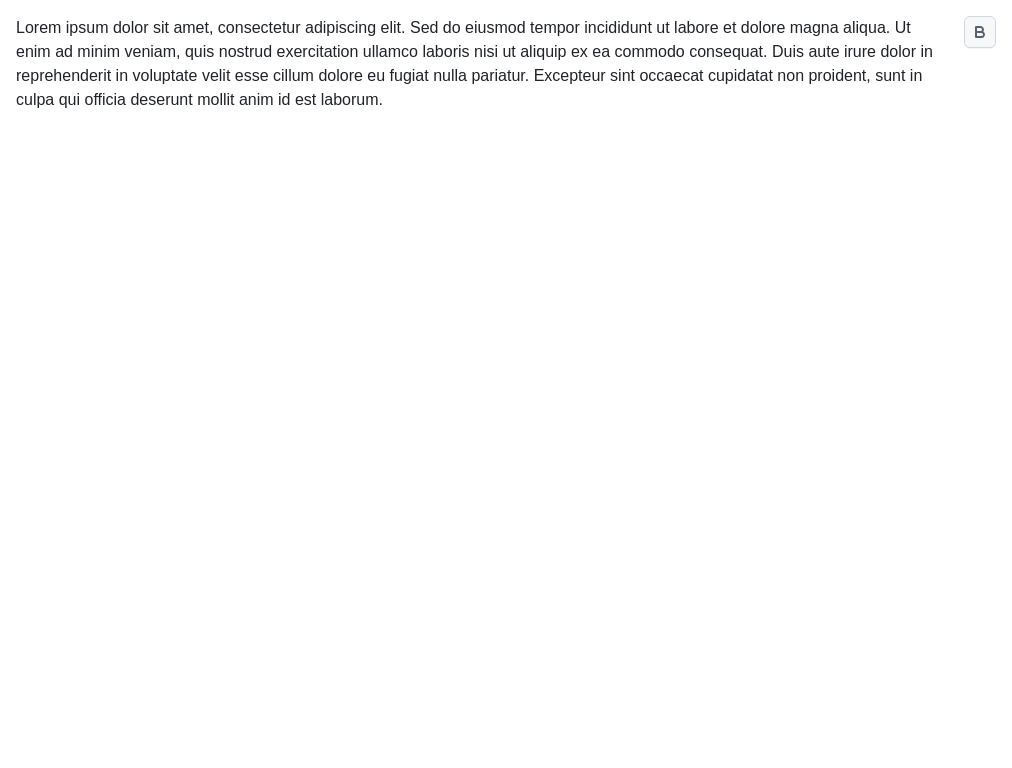 Lorem ipsum dolor sit amet, consectetur adipiscing elit. Sed do eiusmod tempor incididunt ut labore et dolore magna aliqua. Ut
enim ad minim veniam, quis nostrud exercitation ullamco laboris nisi ut aliquip ex ea commodo consequat. Duis aute irure dolor in
reprehenderit in voluptate velit esse cillum dolore eu fugiat nulla pariatur. Excepteur sint occaecat cupidatat non proident, sunt in
culpa qui officia deserunt mollit anim id est laborum.
B